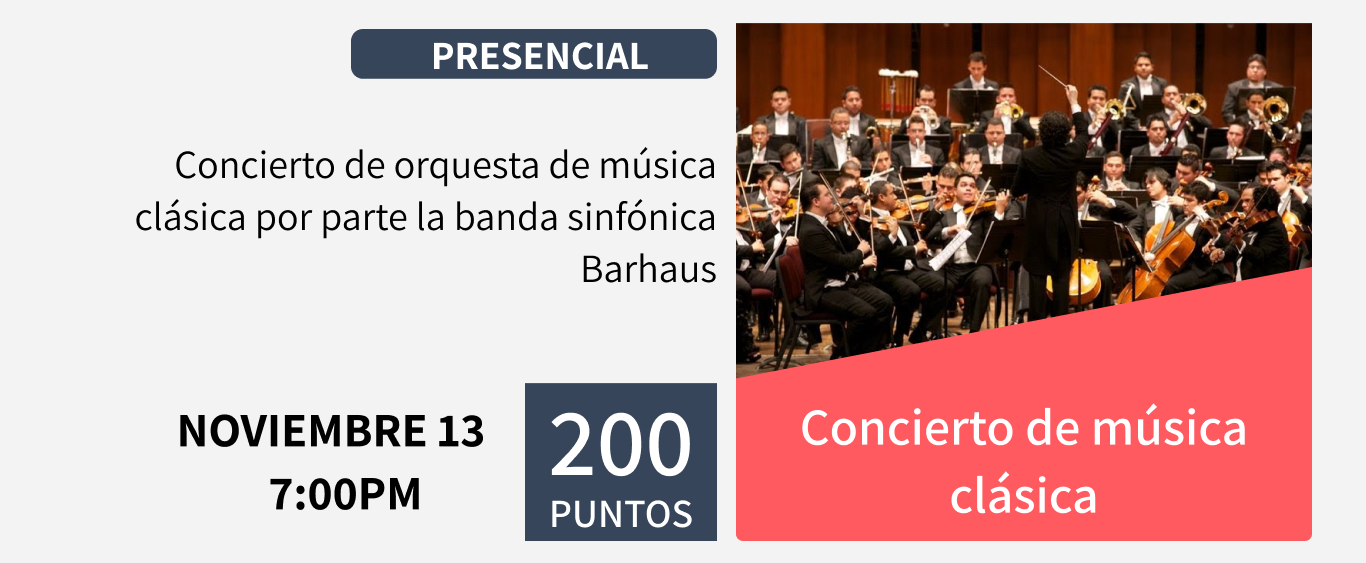 PRESENCIAL
Concierto de orquesta de música
clásica por parte la banda sinfónica
Barhaus
NOVIEMBRE 13
7:00PM
200
PUNTOS
Concierto de música
clásica